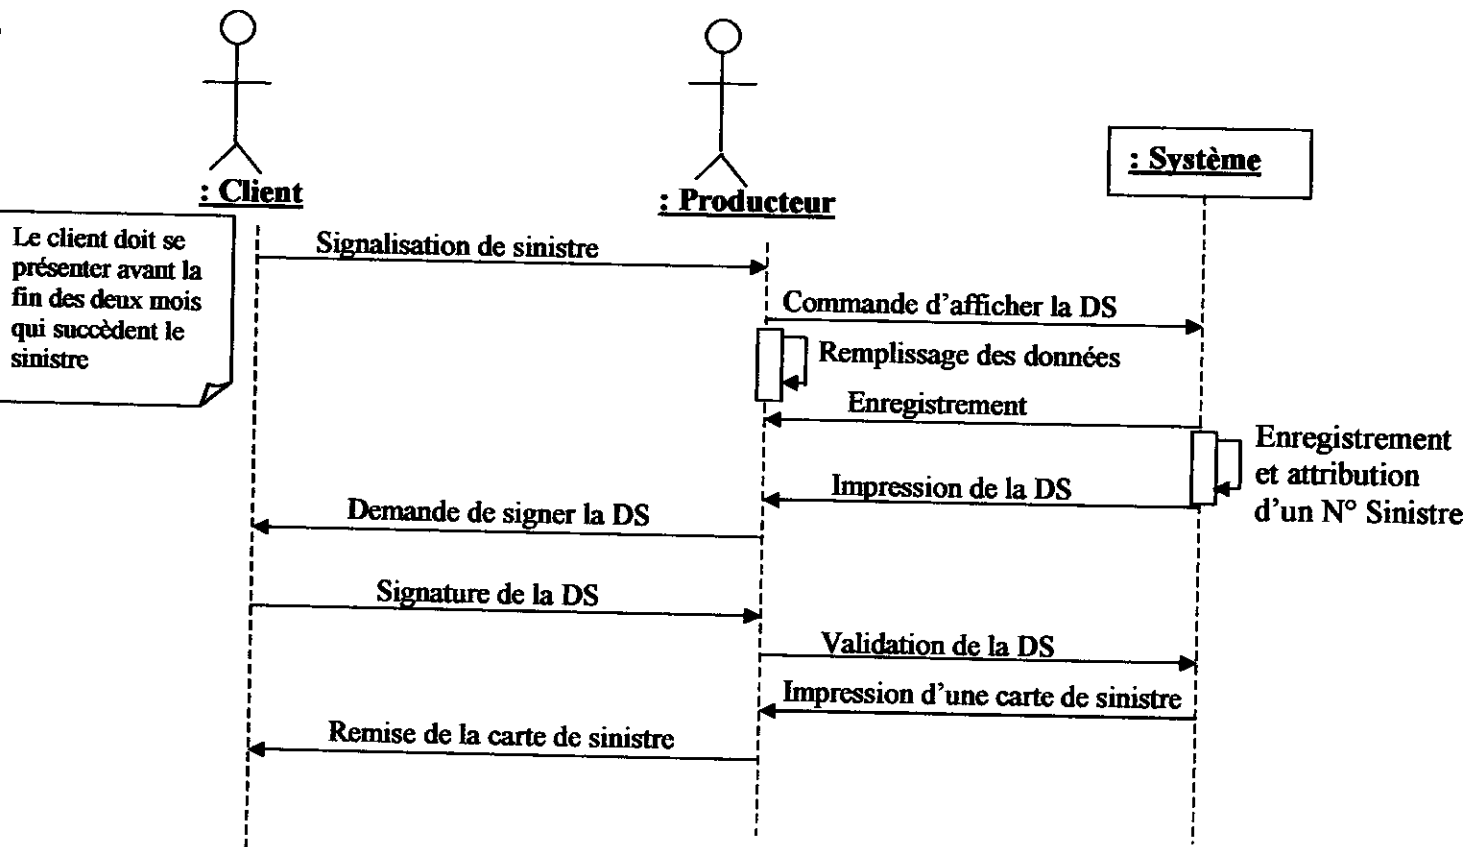 : Client
: Producteur
: Système
Le client doit se
présenter avant la
fin des deux mois
qui succèdent le
sinistre
Signalisation de sinistre
Commande d'afficher la DS
Remplissage des données
Enregistrement
Enregistrement
et attribution
d'un N° Sinistre
Impression de la DS
Demande de signer la DS
Signature de la DS
Validation de la DS
Impression d'une carte de sinistre
Remise de la carte de sinistre